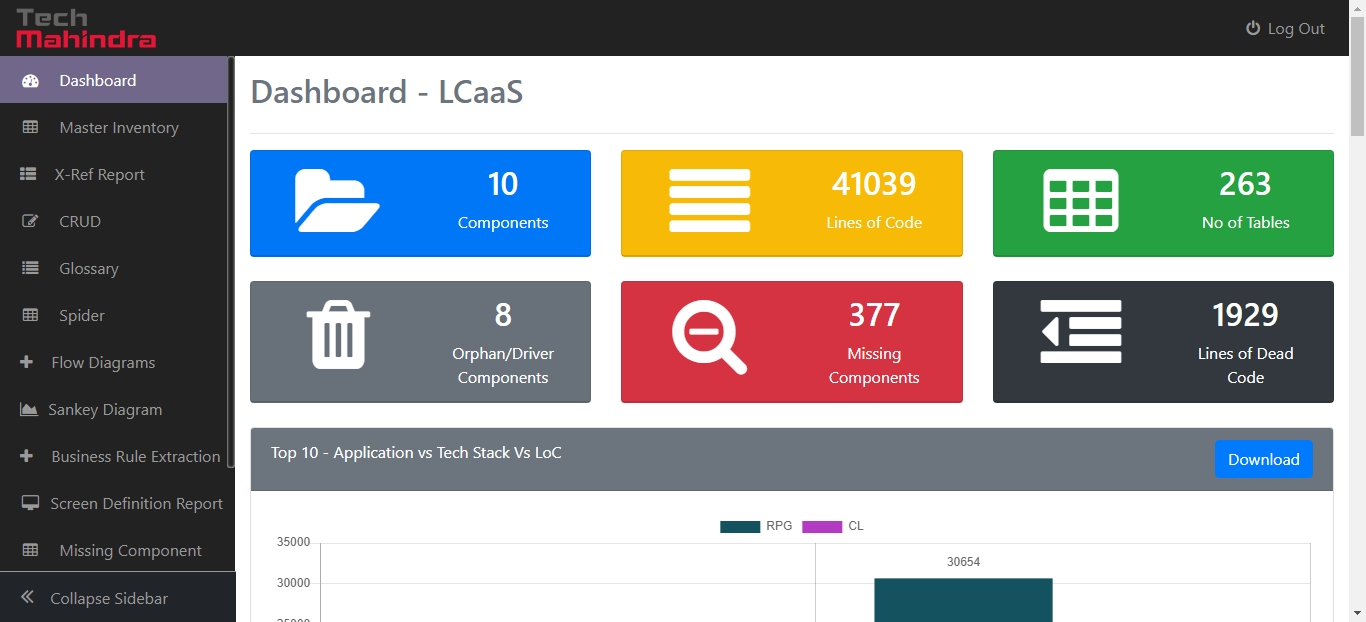 Tech
Mahindra
Log Out
Dashboard
Master Inventory
X-Ref Report
CRUD
Glossary
Spider
Flow Diagrams
Sankey Diagram
Business Rule Extraction
Screen Definition Report
Missing Component
Collapse Sidebar
Dashboard - LCaaS
10
Components
41039
Lines of Code
263
No of Tables
8
Orphan/Driver
Components
377
Missing
Components
1929
Lines of Dead
Code
Top 10 - Application vs Tech Stack Vs LoC
Download
RPG CL
35000
30654
30000
25000